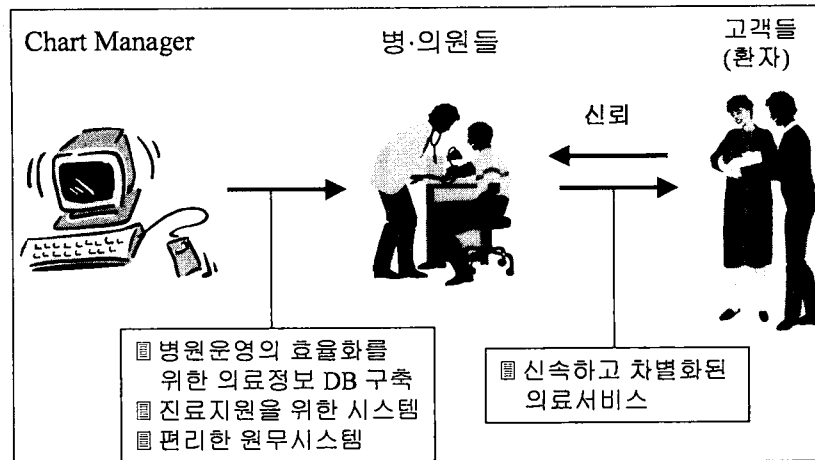 Chart Manager
병·의원들
고객들
(환자)
신뢰
병원운영의 효율화를
위한 의료정보 DB 구축
진료지원을 위한 시스템
편리한 원무시스템
신속하고 차별화된
의료서비스